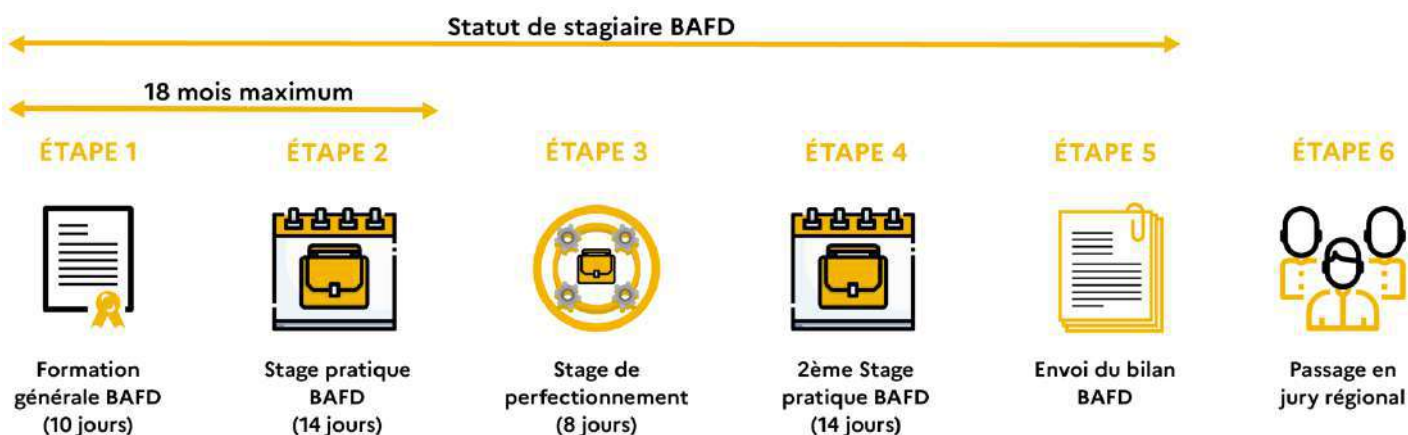 Statut de stagiaire BAFD
18 mois maximum
ÉTAPE 1
ÉTAPE 2
ÉTAPE 3
ÉTAPE 4
ÉTAPE 5
ÉTAPE 6
Formation
générale BAFD
(10 jours)
Stage pratique
BAFD
(14 jours)
Stage de
perfectionnement
(8 jours)
2ème Stage
pratique BAFD
(14 jours)
Envoi du bilan
BAFD
Passage en
jury régional